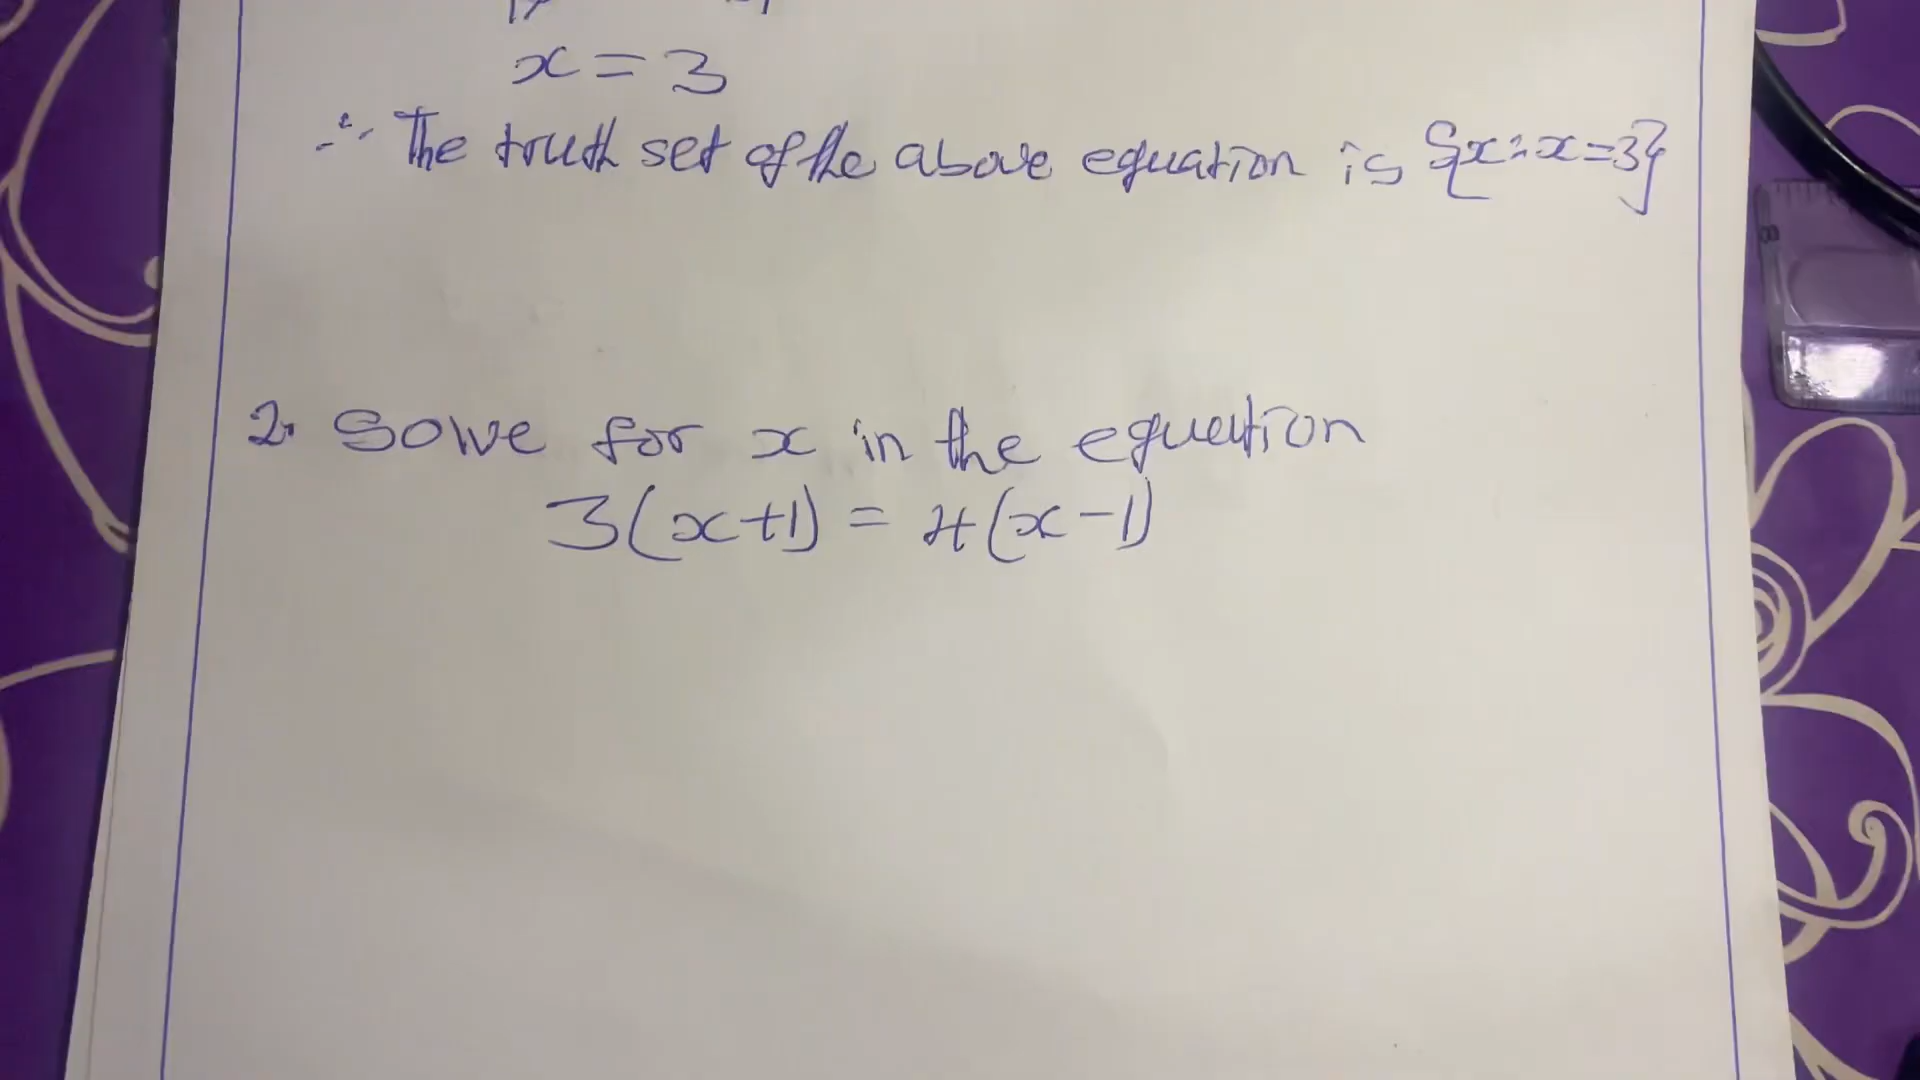 x = 3
∴ The truth set of the above equation is {x:x=3}
2. Solve for x in the equation
3(x+1) = 4(x-1)